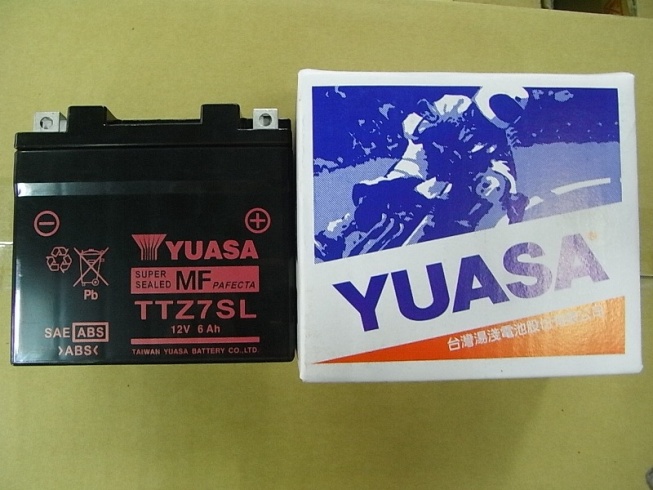 YUASA
SUPER
SEALED
MF
PAFECTA
TTZ7SL
12V 6Ah
TAIWAN YUASA BATTERY CO.,LTD
Pb
SAE ABS
>ABS<
YUASA
台灣湯淺電池股份有限公司